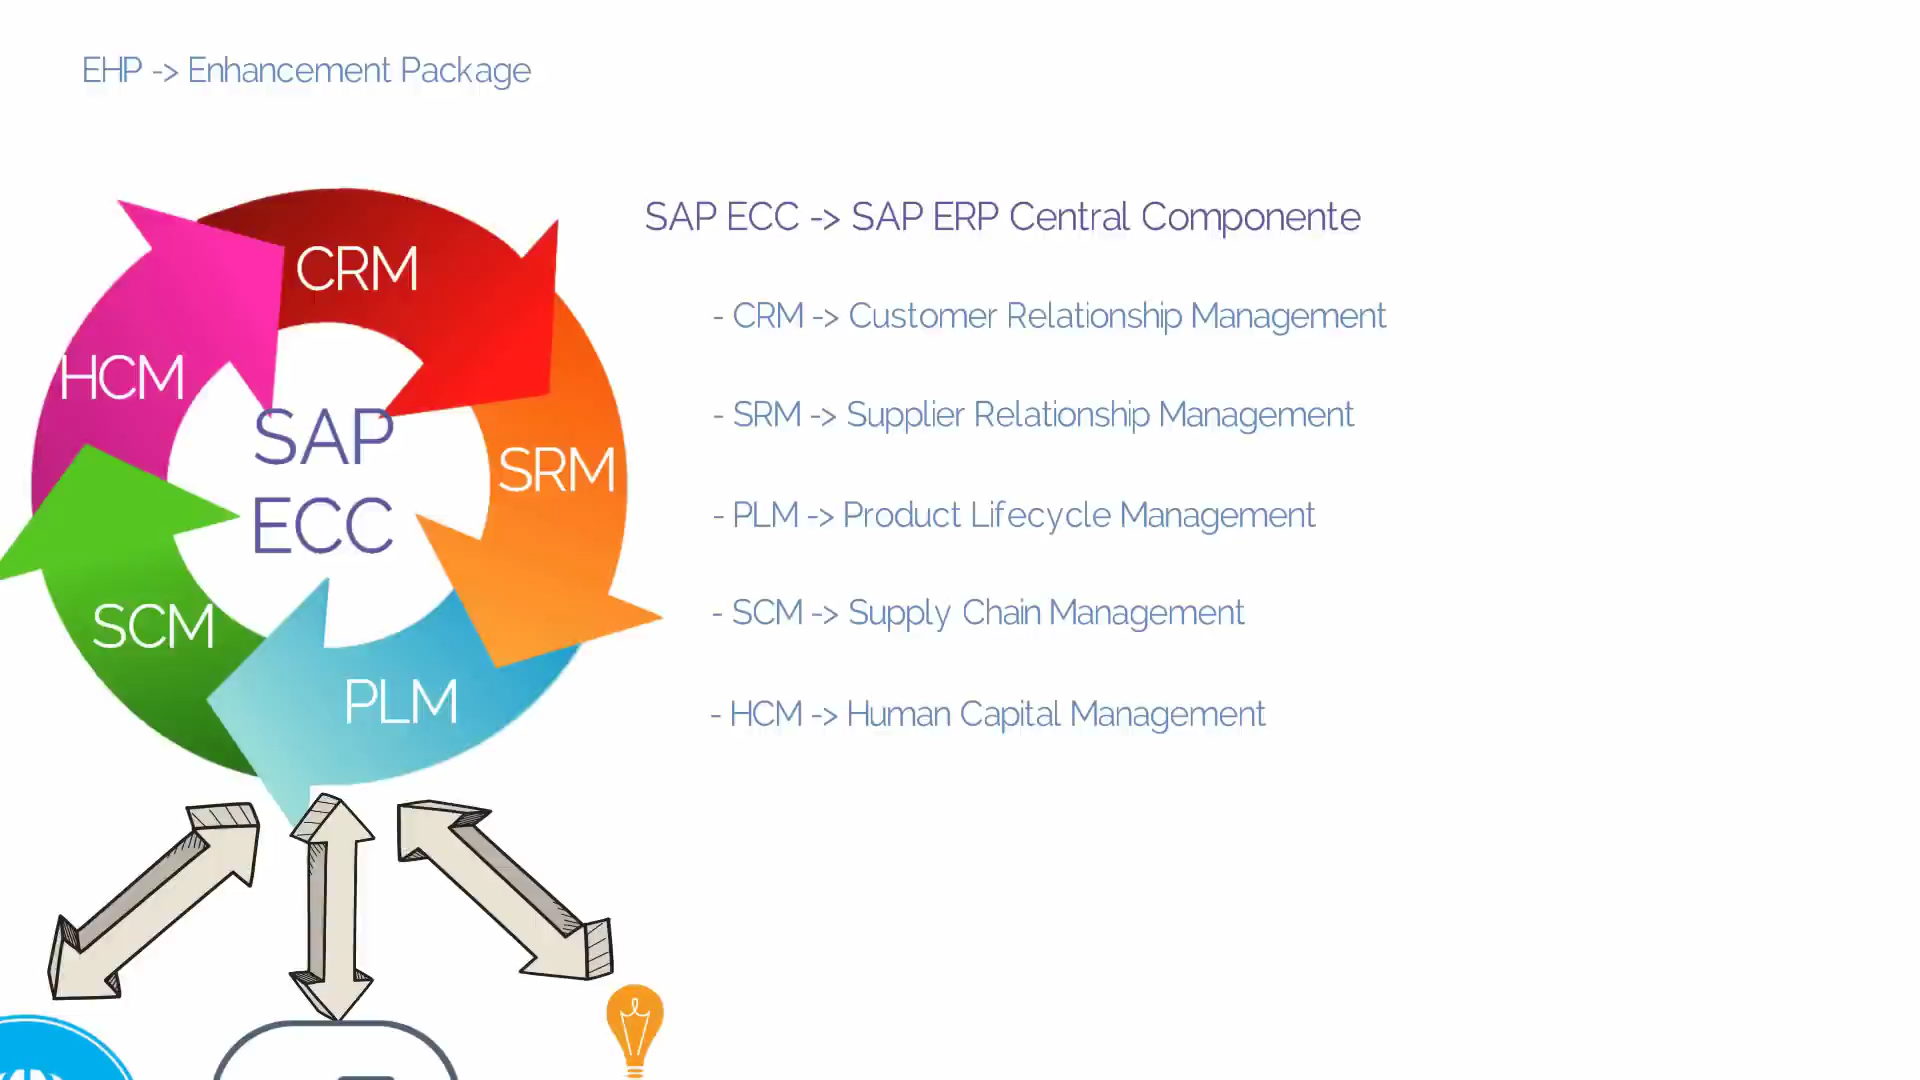 EHP -> Enhancement Package
SAP ECC -> SAP ERP Central Componente
- CRM -> Customer Relationship Management
- SRM -> Supplier Relationship Management
- PLM -> Product Lifecycle Management
- SCM -> Supply Chain Management
- HCM -> Human Capital Management
CRM
HCM
SAP
ECC
SRM
SCM
PLM